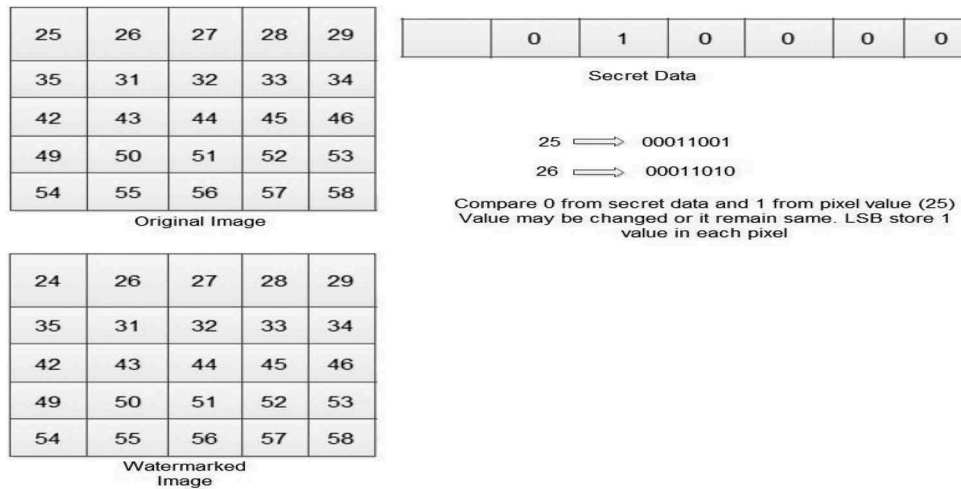 25 26 27 28 29
35 31 32 33 34
42 43 44 45 46
49 50 51 52 53
54 55 56 57 58
Original Image
0 1 0 0 0 0 0
Secret Data
25 00011001
26 00011010
Compare 0 from secret data and 1 from pixel value (25)
Value may be changed or it remain same. LSB store 1
value in each pixel
24 26 27 28 29
35 31 32 33 34
42 43 44 45 46
49 50 51 52 53
54 55 56 57 58
Watermarked
Image